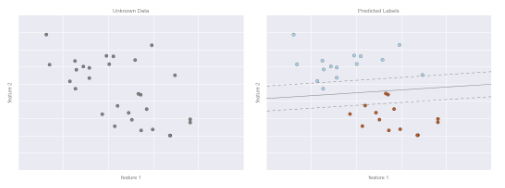 Unknown Data
feature 2
feature 1
Predicted Labels
feature 2
feature 1